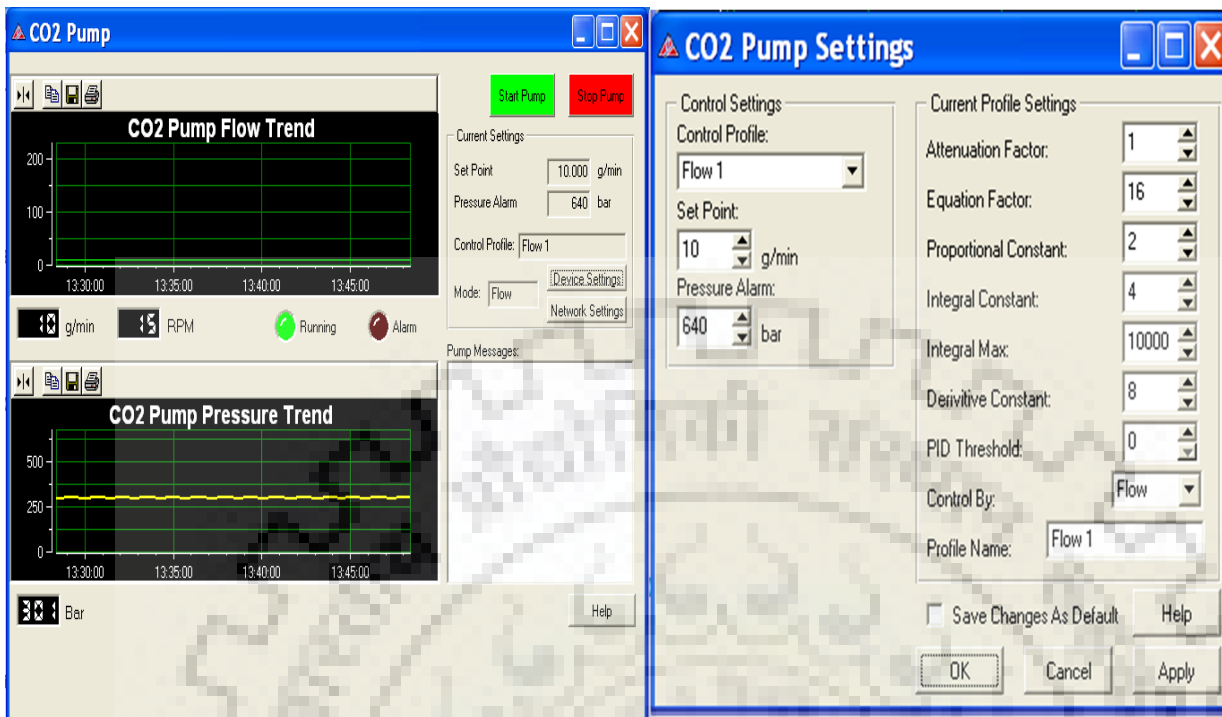 CO2 Pump
Start Pump
Stop Pump
CO2 Pump Flow Trend
200
100
0
13:30:00 13:35:00 13:40:00 13:45:00
10 g/min 15 RPM Running Alarm
Current Settings
Set Point 10.000 g/min
Pressure Alarm 640 bar
Control Profile: Flow 1
Mode: Flow
Device Settings
Network Settings
Pump Messages:
CO2 Pump Pressure Trend
500
250
0
13:30:00 13:35:00 13:40:00 13:45:00
301 Bar
Help
CO2 Pump Settings
Control Settings
Control Profile:
Flow 1
Set Point:
10 g/min
Pressure Alarm:
640 bar
Current Profile Settings
Attenuation Factor: 1
Equation Factor: 16
Proportional Constant: 2
Integral Constant: 4
Integral Max: 10000
Derivitive Constant: 8
PID Threshold: 0
Control By: Flow
Profile Name: Flow 1
Save Changes As Default
Help
OK
Cancel
Apply